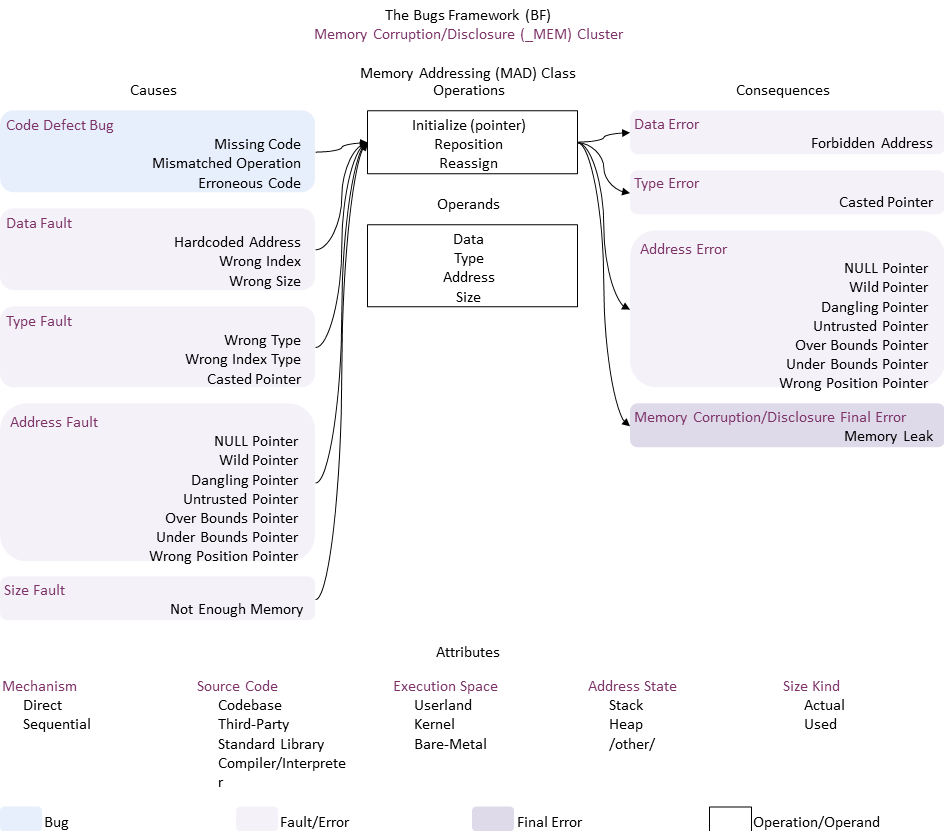 The Bugs Framework (BF)
Memory Corruption/Disclosure (_MEM) Cluster
Memory Addressing (MAD) Class
Causes
Operations
Consequences
Code Defect Bug
Missing Code
Mismatched Operation
Erroneous Code
Data Fault
Hardcoded Address
Wrong Index
Wrong Size
Type Fault
Wrong Type
Wrong Index Type
Casted Pointer
Address Fault
NULL Pointer
Wild Pointer
Dangling Pointer
Untrusted Pointer
Over Bounds Pointer
Under Bounds Pointer
Wrong Position Pointer
Size Fault
Not Enough Memory
Initialize (pointer)
Reposition
Reassign
Operands
Data
Type
Address
Size
Data Error
Forbidden Address
Type Error
Casted Pointer
Address Error
NULL Pointer
Wild Pointer
Dangling Pointer
Untrusted Pointer
Over Bounds Pointer
Under Bounds Pointer
Wrong Position Pointer
Memory Corruption/Disclosure Final Error
Memory Leak
Attributes
Mechanism
Direct
Sequential
Source Code
Codebase
Third-Party
Standard Library
Compiler/Interprete
r
Execution Space
Userland
Kernel
Bare-Metal
Address State
Stack
Heap
/other/
Size Kind
Actual
Used
Bug
Fault/Error
Final Error
Operation/Operand